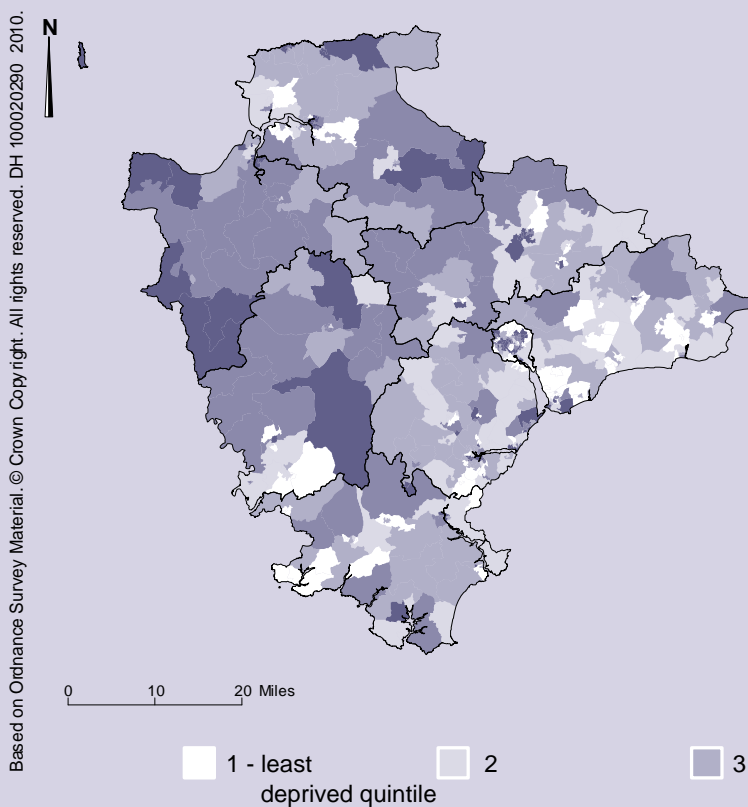 Based on Ordnance Survey Material. © Crown Copyright. All rights reserved. DH 100020290 2010.
N
0 10 20 Miles
1 - least
deprived quintile
2
3